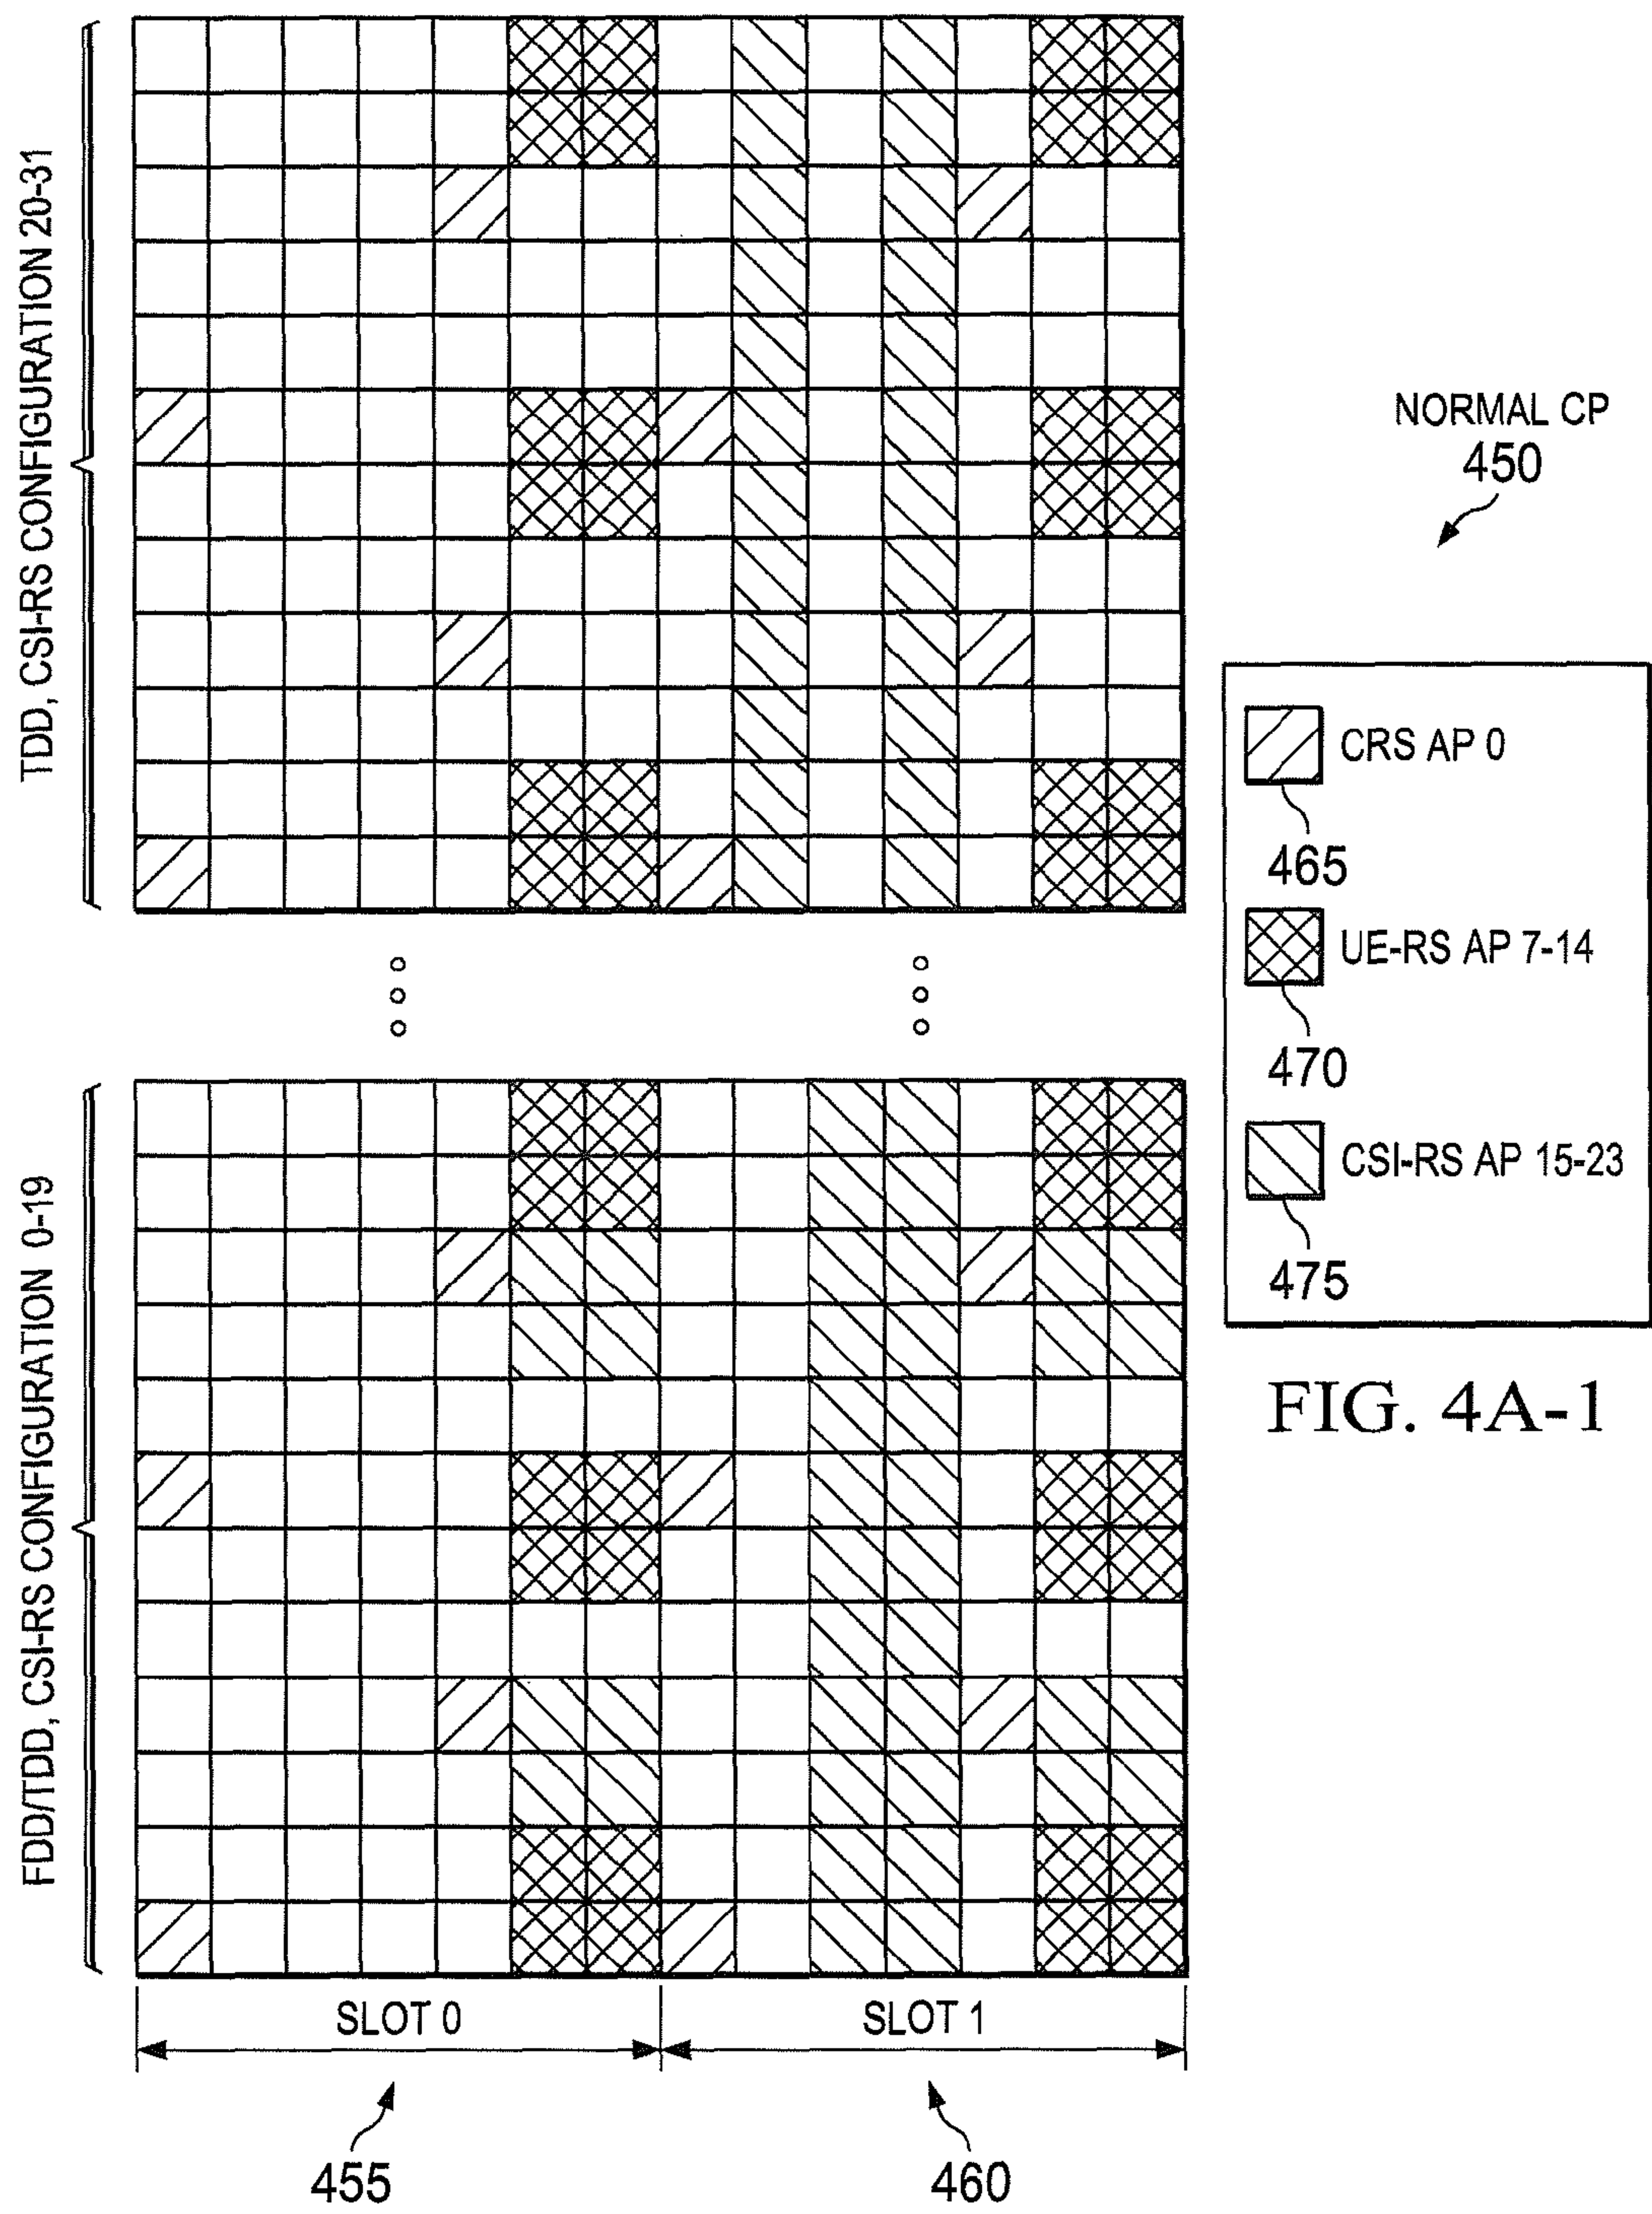 TDD, CSI-RS CONFIGURATION 20-31
NORMAL CP
450
CRS AP 0
465
UE-RS AP 7-14
470
CSI-RS AP 15-23
475
FIG. 4A-1
FDD/TDD, CSI-RS CONFIGURATION 0-19
SLOT 0
SLOT 1
455
460